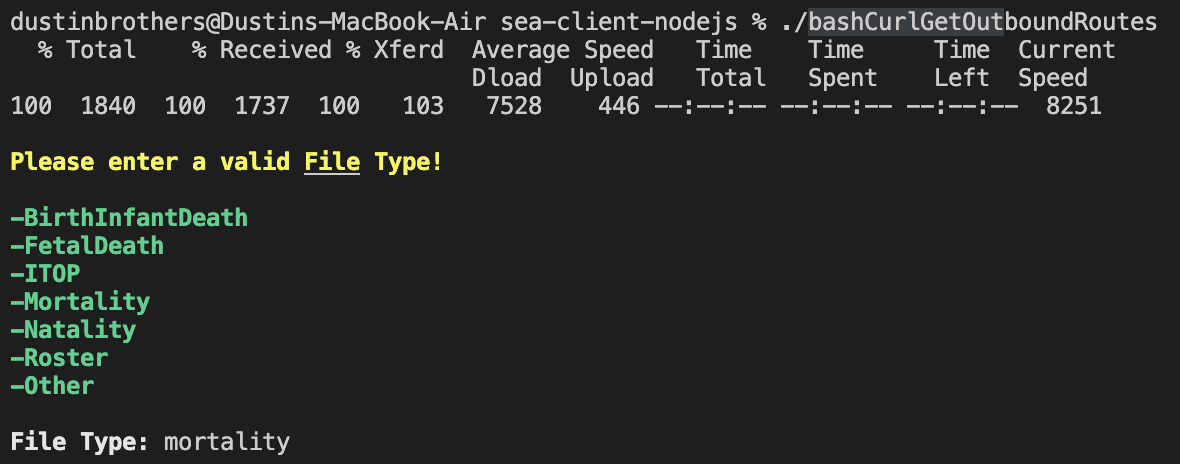 dustinbrothers@Dustins-MacBook-Air sea-client-nodejs % ./bashCurlGetOutboundRoutes
% Total % Received % Xferd Average Speed Time Time Time Current
Dload Upload Total Spent Left Speed
100 1840 100 1737 100 103 7528 446 --:--:-- --:--:-- --:--:-- 8251
Please enter a valid File Type!
-BirthInfantDeath
-FetalDeath
-ITOP
-Mortality
-Natality
-Roster
-Other
File Type: mortality